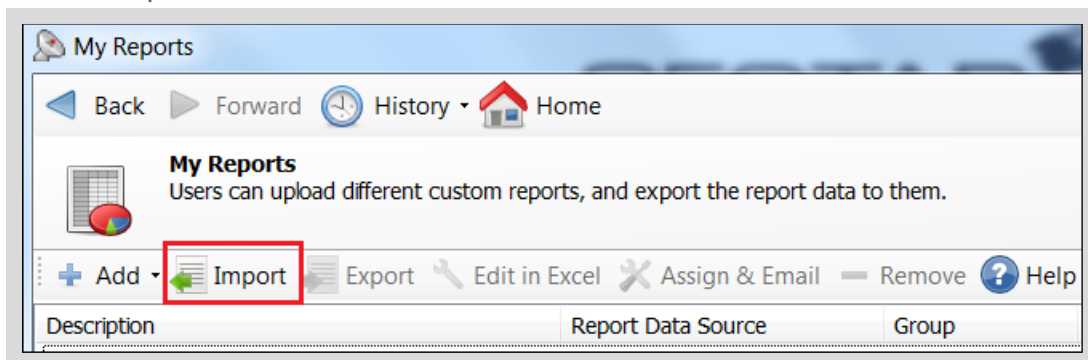 My Reports
Back Forward History Home
My Reports
Users can upload different custom reports, and export the report data to them.
Add Import Export Edit in Excel Assign & Email Remove Help
Description Report Data Source Group